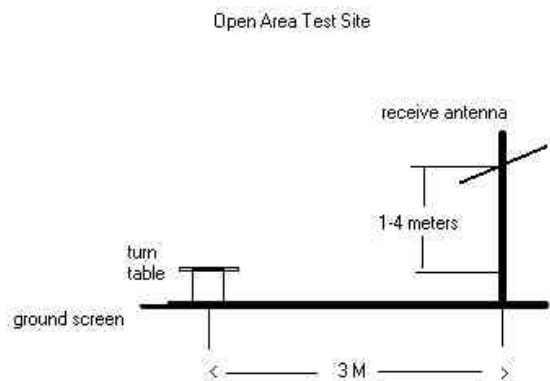 Open Area Test Site
receive antenna
1-4 meters
turn
table
ground screen
3 M